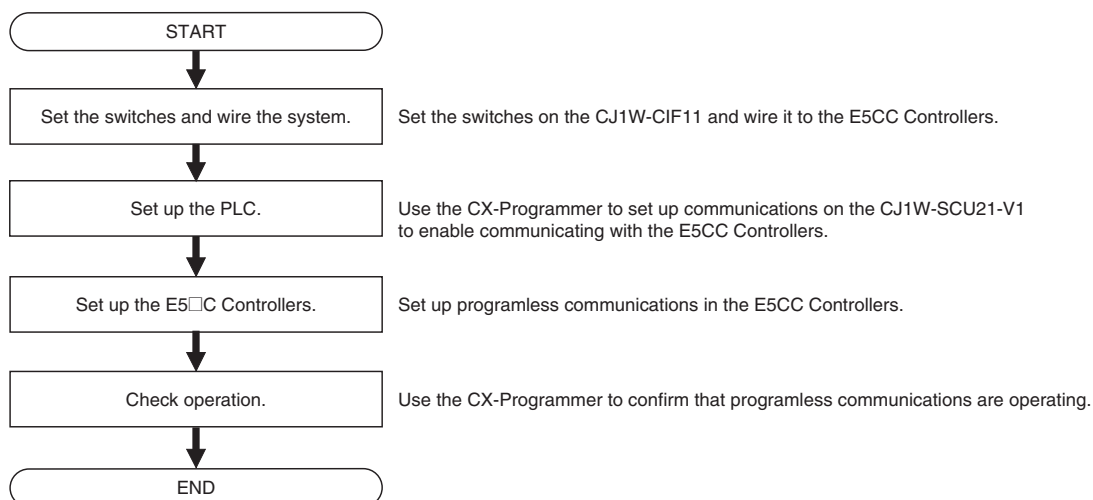 START
Set the switches and wire the system.
Set the switches on the CJ1W-CIF11 and wire it to the E5CC Controllers.
Set up the PLC.
Use the CX-Programmer to set up communications on the CJ1W-SCU21-V1
to enable communicating with the E5CC Controllers.
Set up the E5□C Controllers.
Set up programless communications in the E5CC Controllers.
Check operation.
Use the CX-Programmer to confirm that programless communications are operating.
END